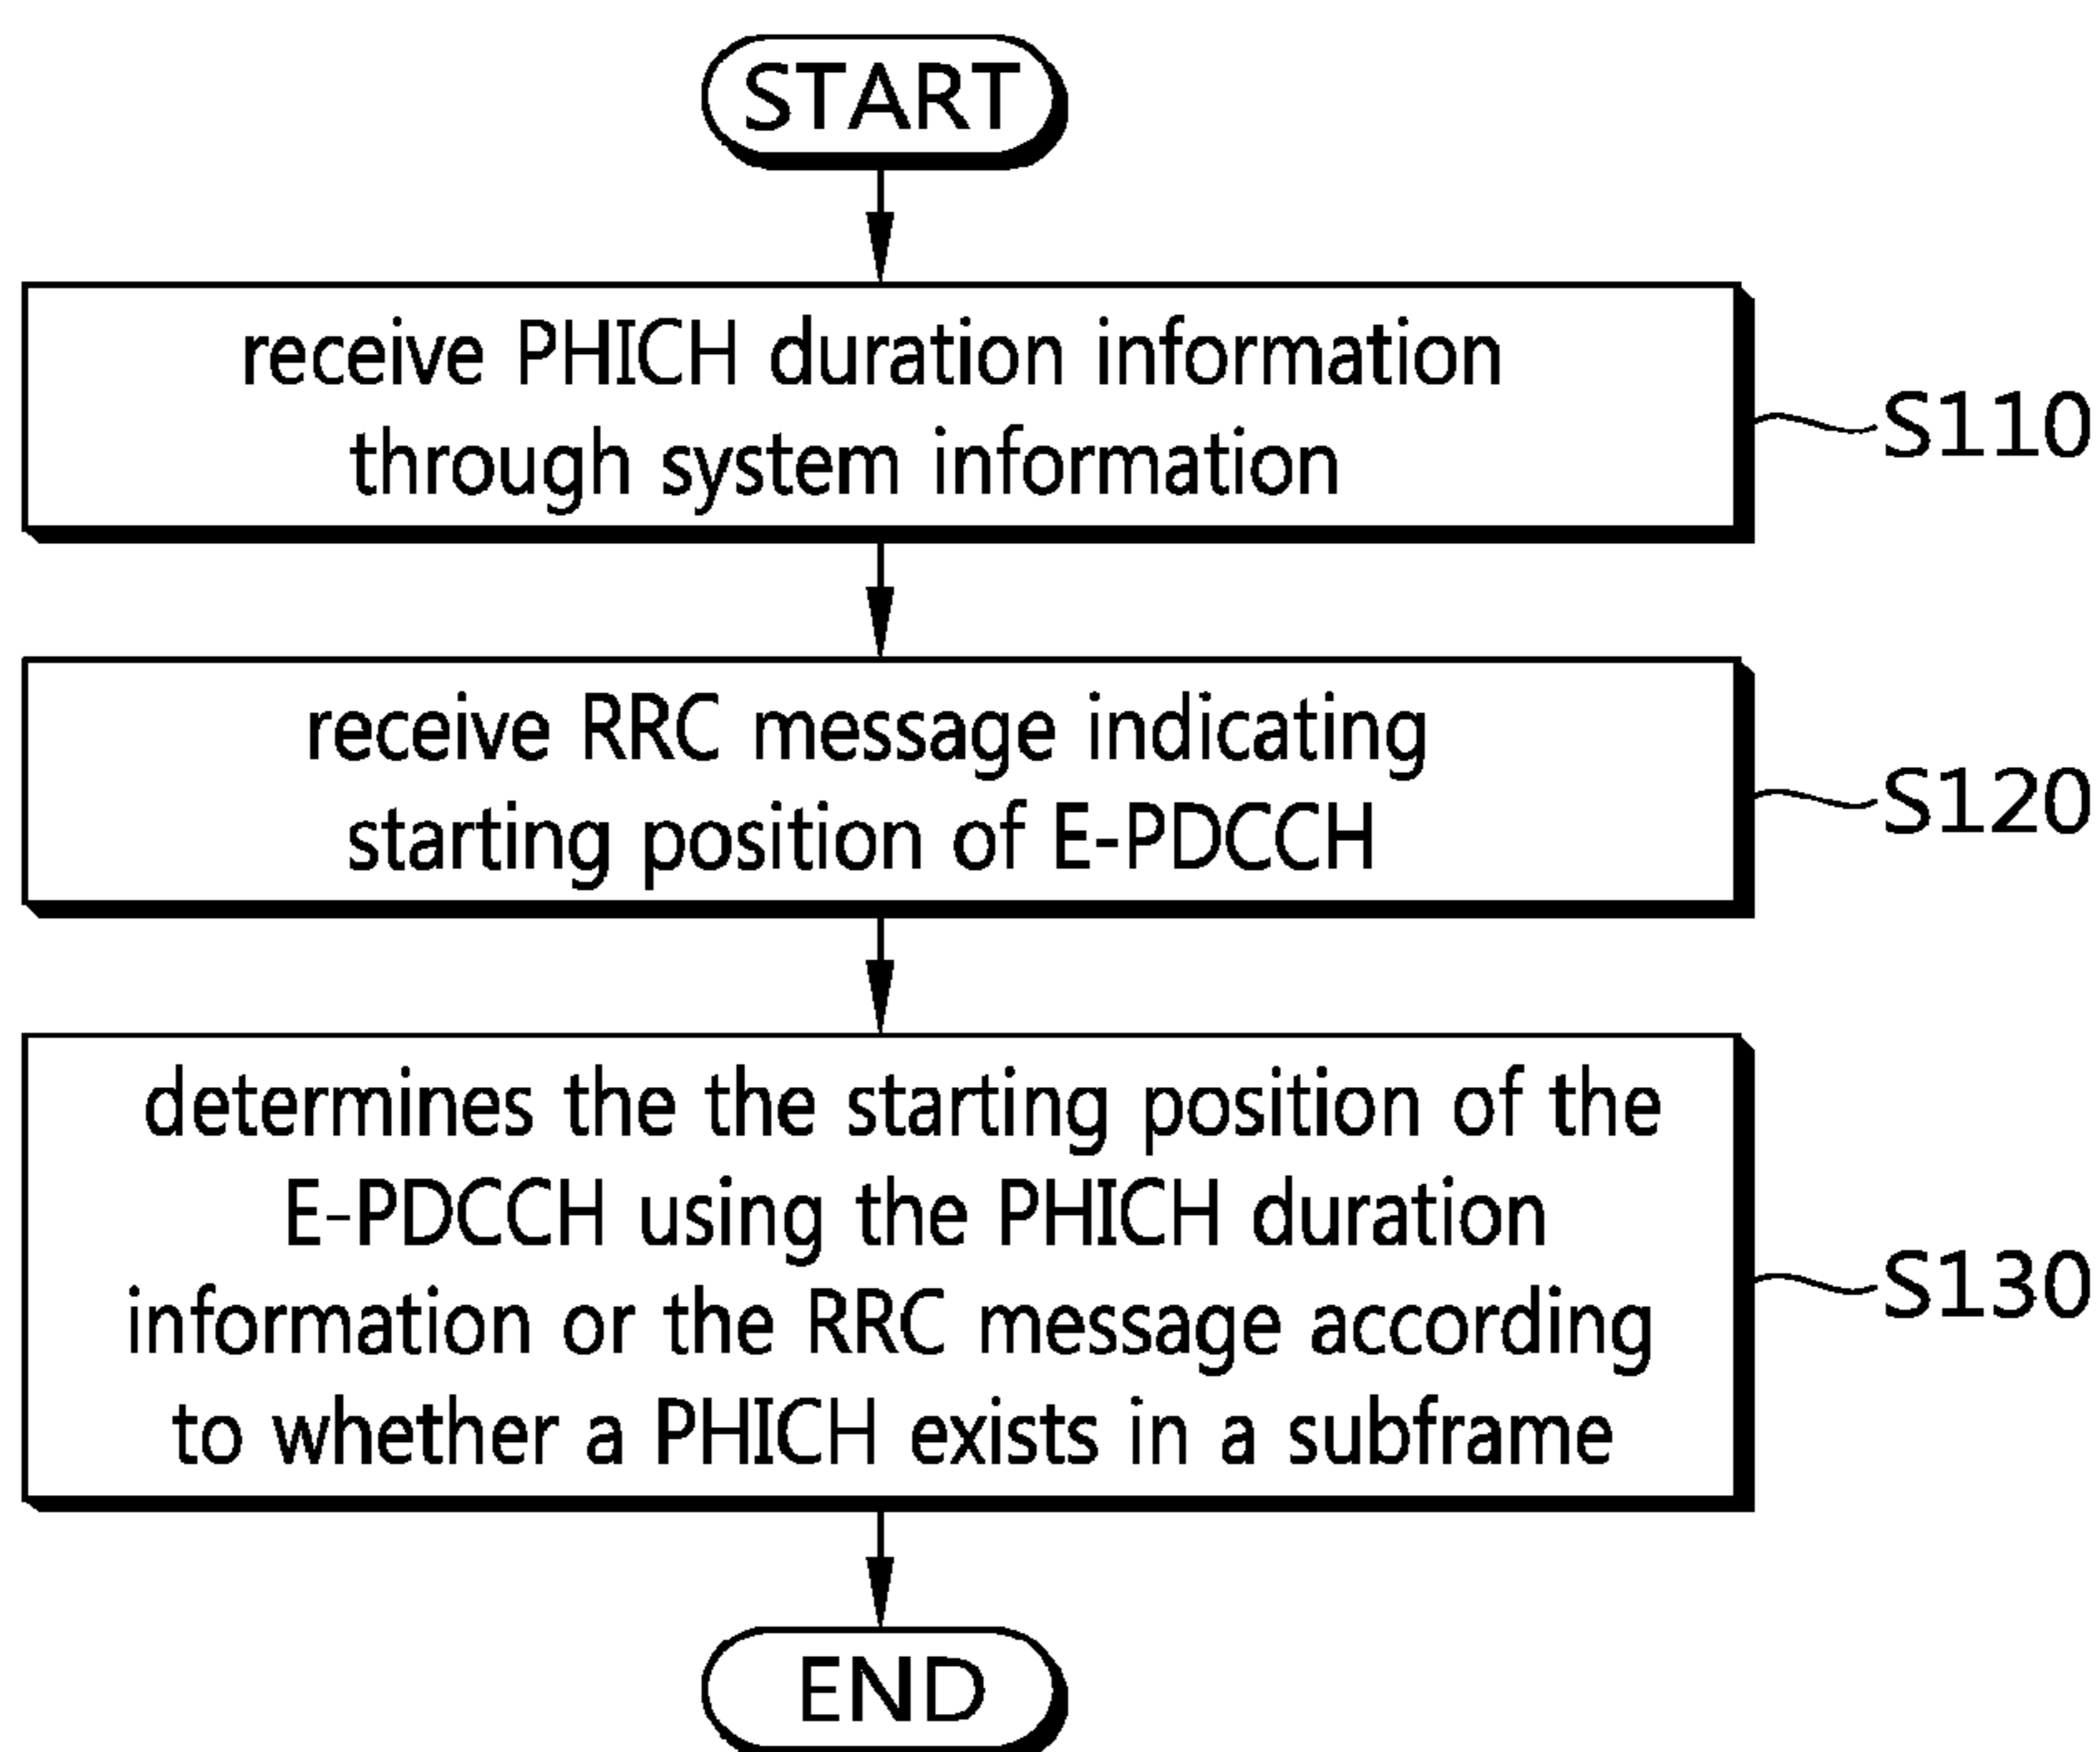 START
receive PHICH duration information
through system information
S110
receive RRC message indicating
starting position of E-PDCCH
S120
determines the the starting position of the
E-PDCCH using the PHICH duration
information or the RRC message according
to whether a PHICH exists in a subframe
S130
END